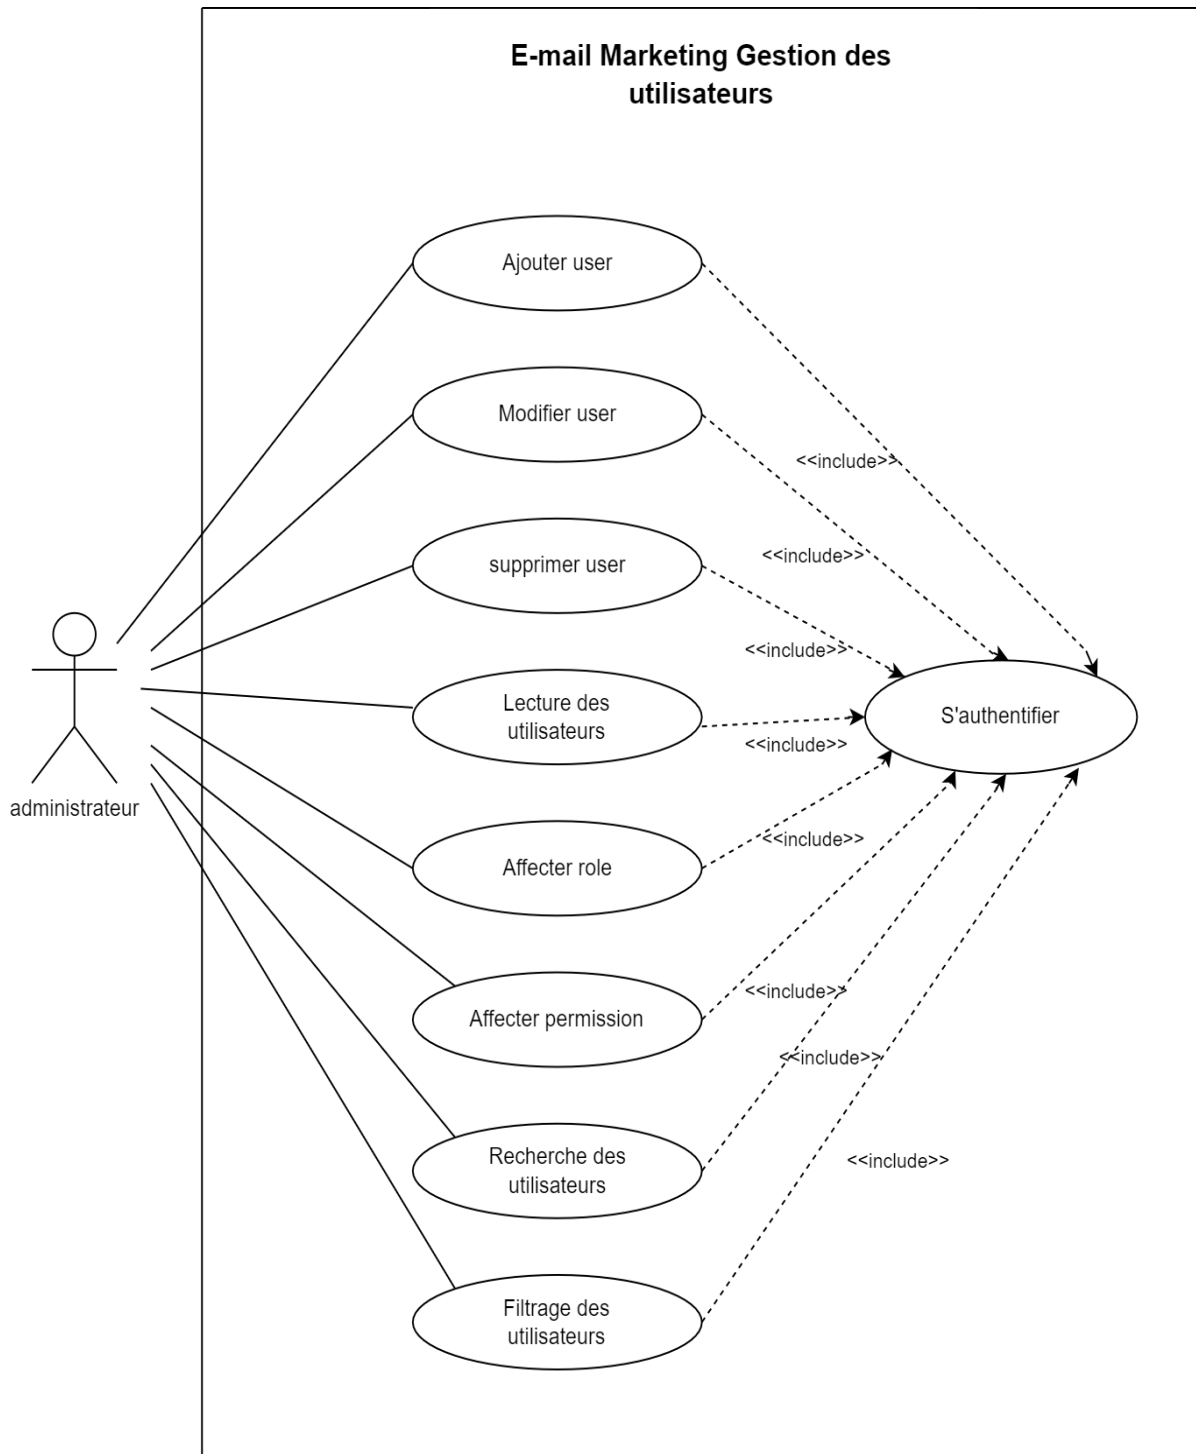 E-mail Marketing Gestion des
utilisateurs
Ajouter user
Modifier user
<<include>>
<<include>>
supprimer user
<<include>>
Lecture des
utilisateurs
S'authentifier
<<include>>
administrateur
<<include>>
Affecter role
<<include>>
Affecter permission
<<include>>
Recherche des
utilisateurs
<<include>>
Filtrage des
utilisateurs